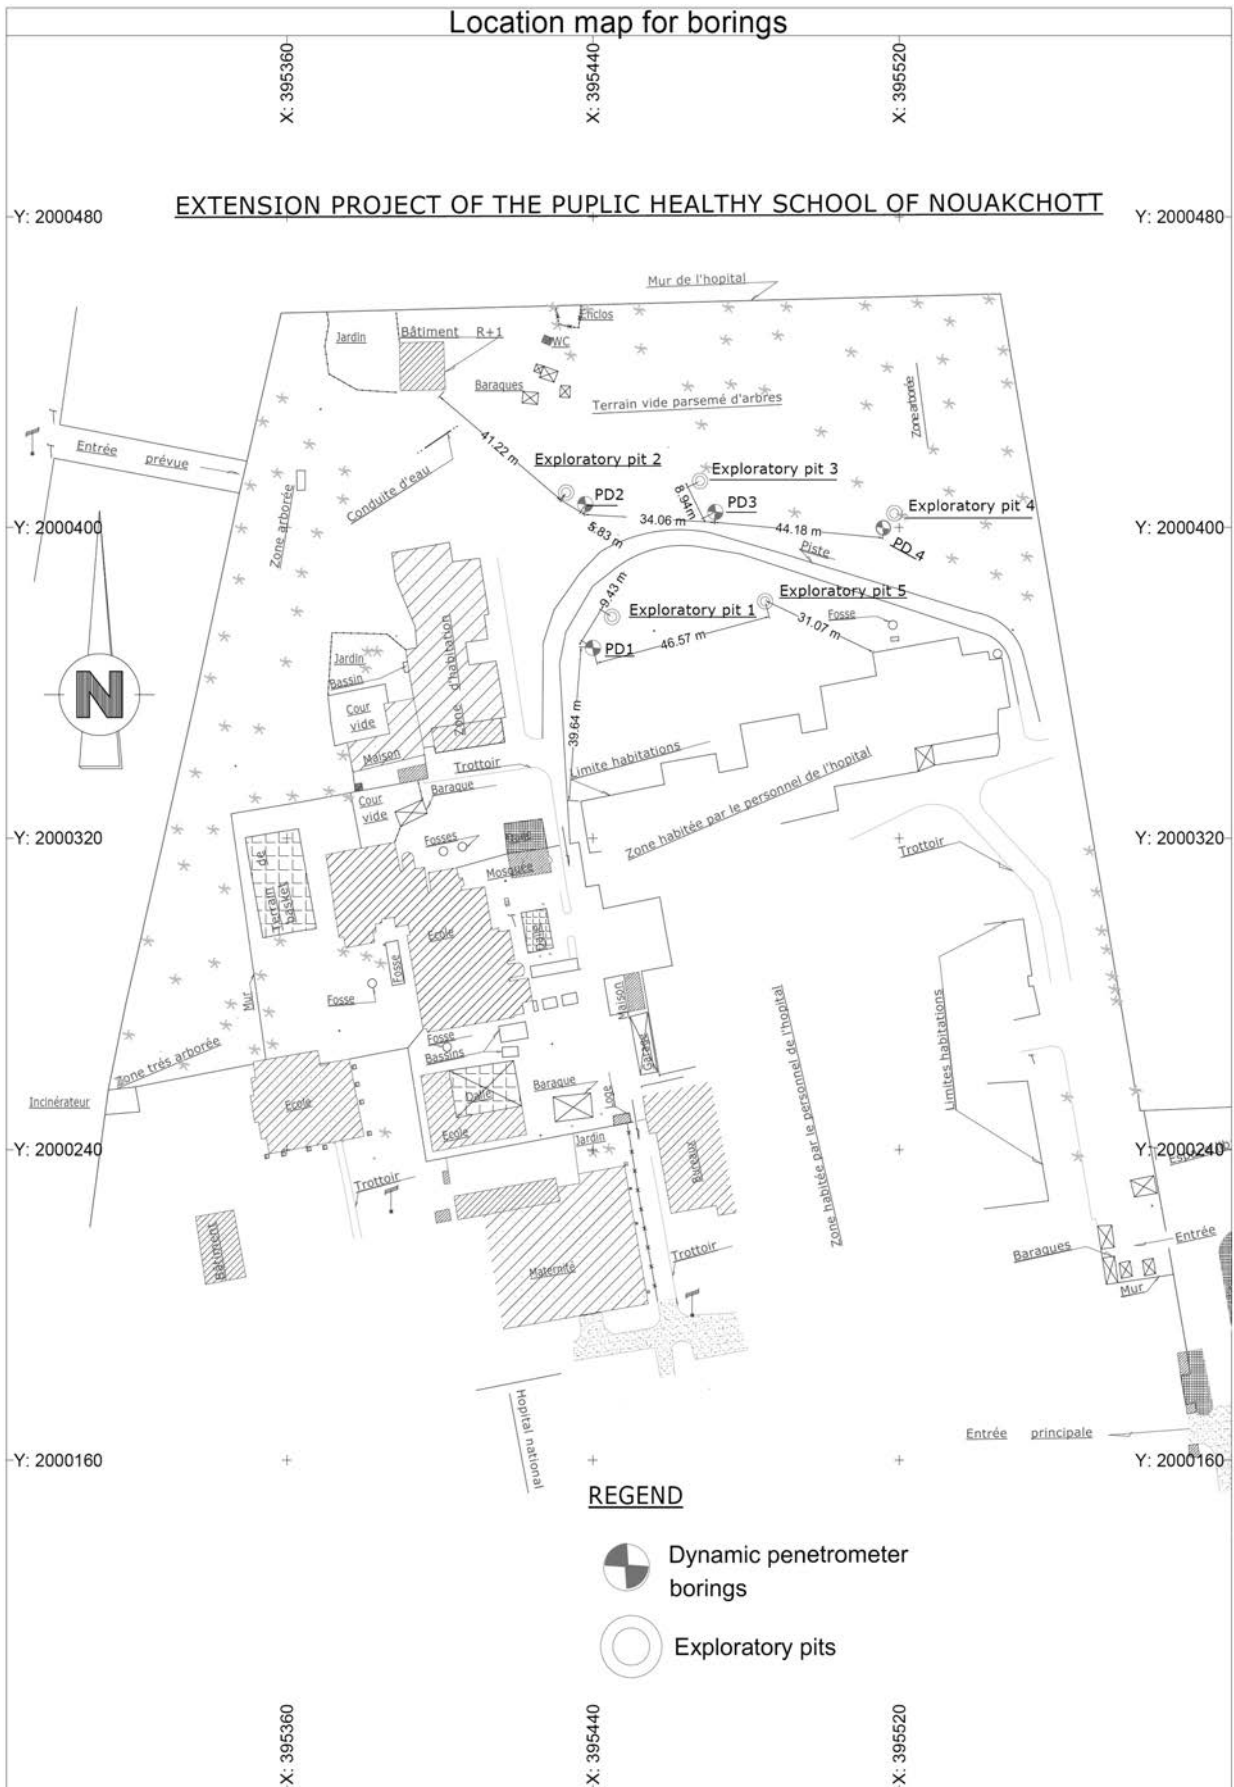 Location map for borings
X: 395360
X: 395440
X: 395520
EXTENSION PROJECT OF THE PUPLIC HEALTHY SCHOOL OF NOUAKCHOTT
Y: 2000480
Y: 2000480
Mur de l'hopital
Enclos
Jardin
Bâtiment R+1
WC
Baraques
Terrain vide parsemé d'arbres
Zone arborée
Entrée prévue
41.22 m
Exploratory pit 2
Exploratory pit 3
Conduite d'eau
Zone arborée
PD2
8.94m
PD3
Exploratory pit 4
34.06 m
44.18 m
Y: 2000400
Y: 2000400
5.83 m
PD 4
Piste
9.43 m
Exploratory pit 5
Exploratory pit 1
Fosse
31.07 m
46.57 m
PD1
Zone d'habitation
Jardin
Bassin
Cour
vide
39.64 m
Maison
Trottoir
Limite habitations
Baraque
Cour
vide
Zone habitée par le personnel de l'hopital
Fosses
Y: 2000320
Y: 2000320
Trottoir
Mosquée
Terrain de
basket
Ecole
Fosse
Fosse
Mur
Maison
Garage
Zone habitée par le personnel de l'hopital
Limites habitations
Fosse
Bassins
Zone trés arborée
Baraque
Dalle
Loge
Incinérateur
Ecole
Ecole
Jardin
Bureaux
Y: 2000240
Y: 2000240
Trottoir
Bâtiment
Maternité
Trottoir
Entrée
Baraques
Mur
Hopital national
Entrée principale
Y: 2000160
Y: 2000160
REGEND
Dynamic penetrometer
borings
Exploratory pits
X: 395360
X: 395440
X: 395520